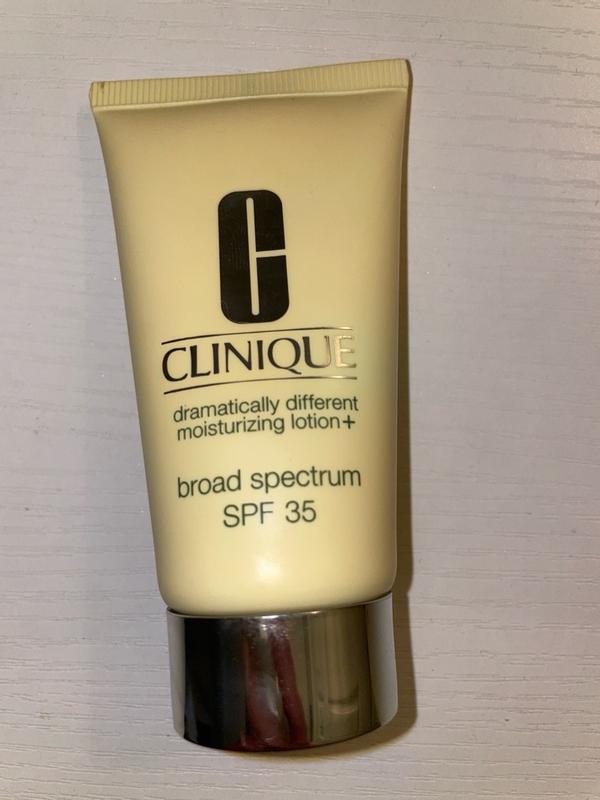 C
CLINIQUE
dramatically different
moisturizing lotion+
broad spectrum
SPF 35